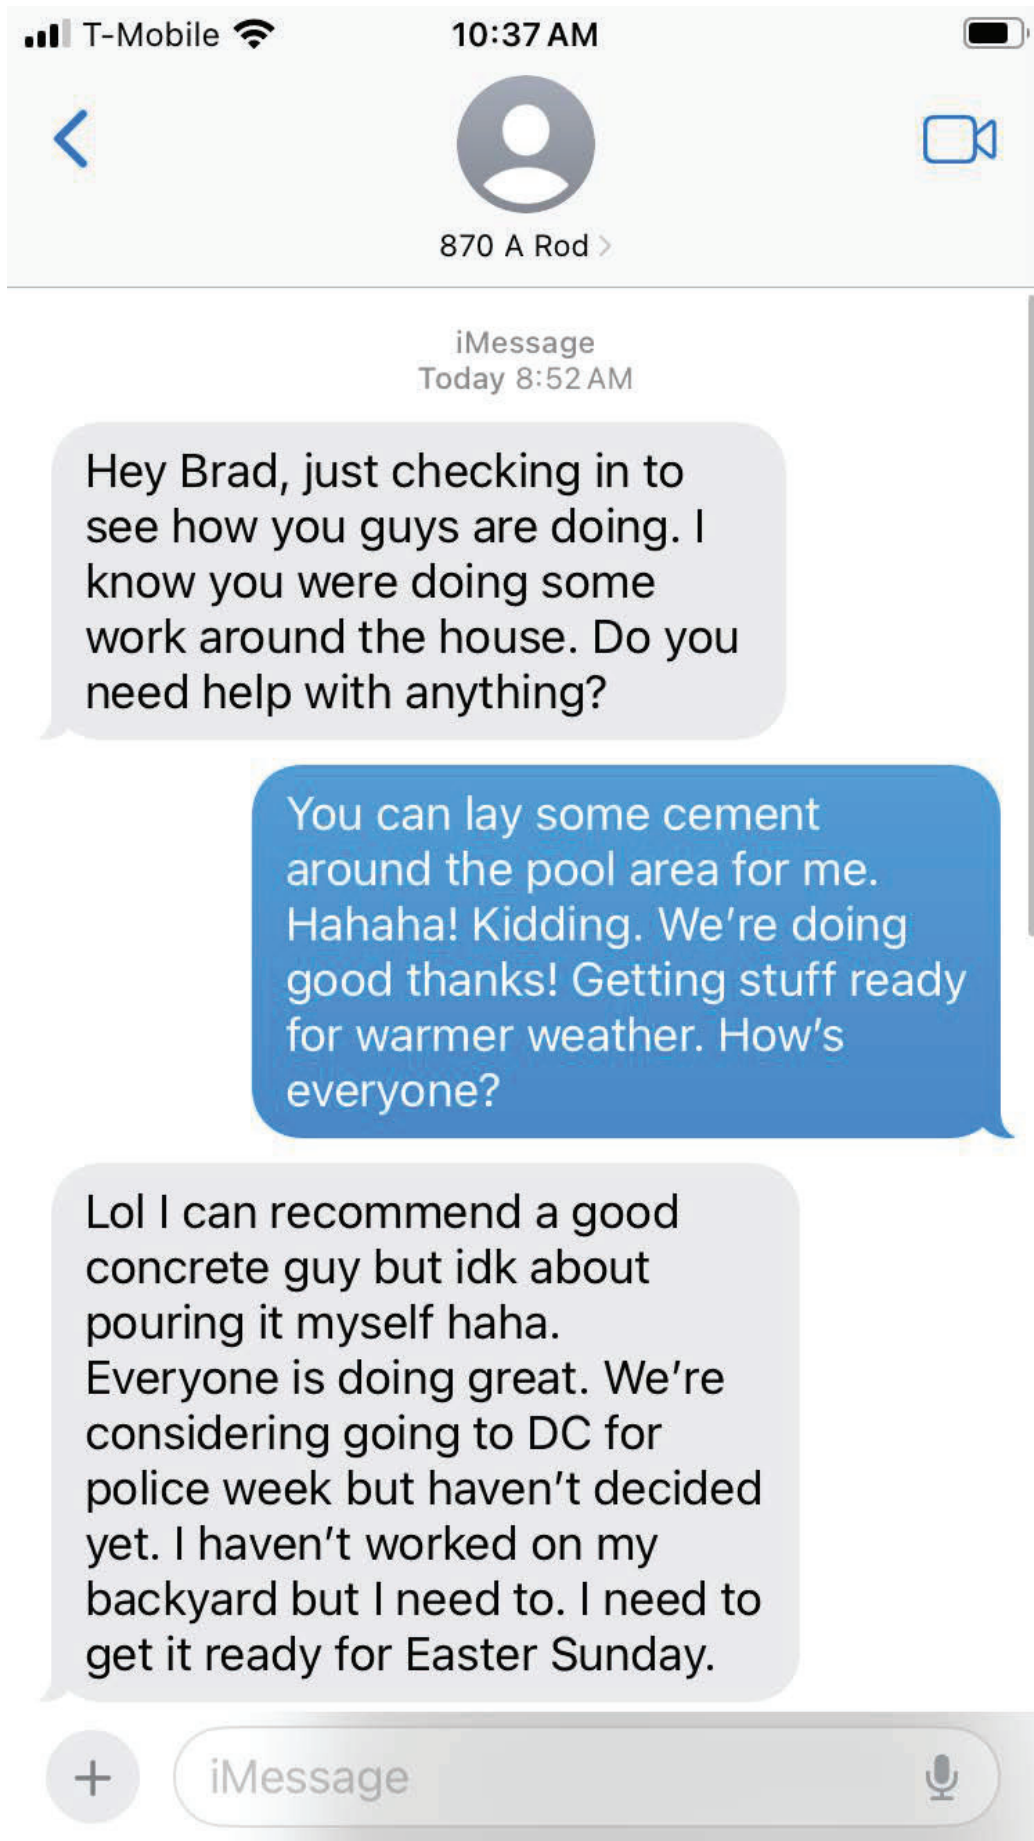 T-Mobile 10:37 AM
870 A Rod
iMessage
Today 8:52 AM
Hey Brad, just checking in to
see how you guys are doing. I
know you were doing some
work around the house. Do you
need help with anything?
You can lay some cement
around the pool area for me.
Hahaha! Kidding. We're doing
good thanks! Getting stuff ready
for warmer weather. How's
everyone?
Lol I can recommend a good
concrete guy but idk about
pouring it myself haha.
Everyone is doing great. We're
considering going to DC for
police week but haven't decided
yet. I haven't worked on my
backyard but I need to. I need to
get it ready for Easter Sunday.
iMessage